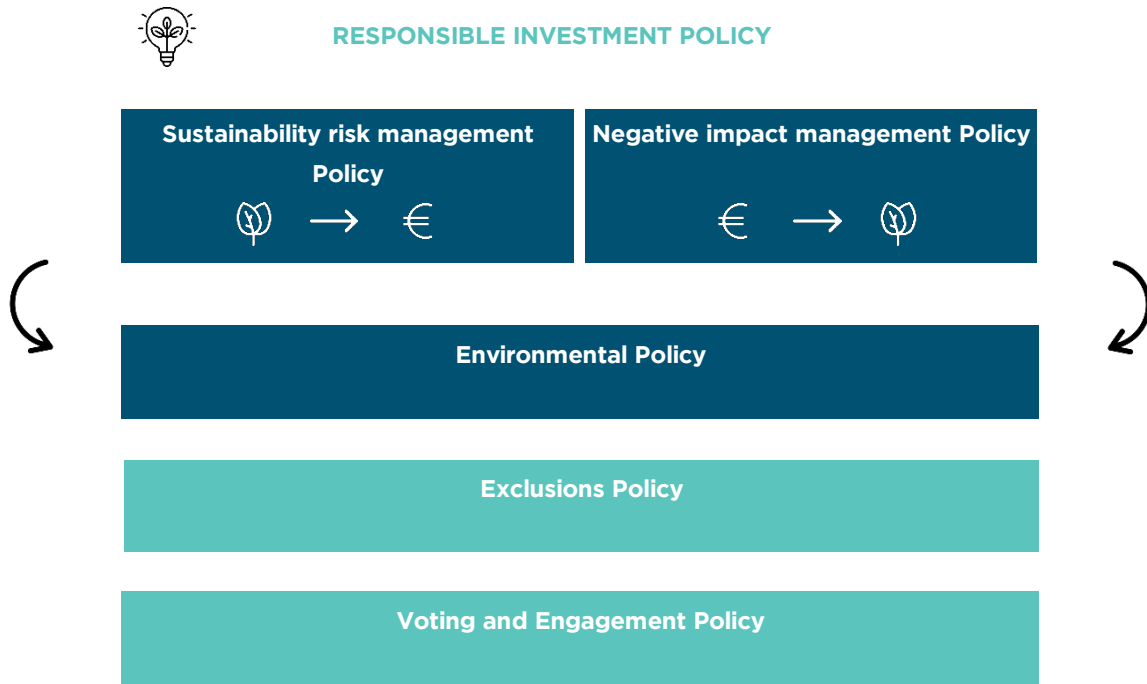 RESPONSIBLE INVESTMENT POLICY
Sustainability risk management
Policy
€
Negative impact management Policy
€
Environmental Policy
Exclusions Policy
Voting and Engagement Policy